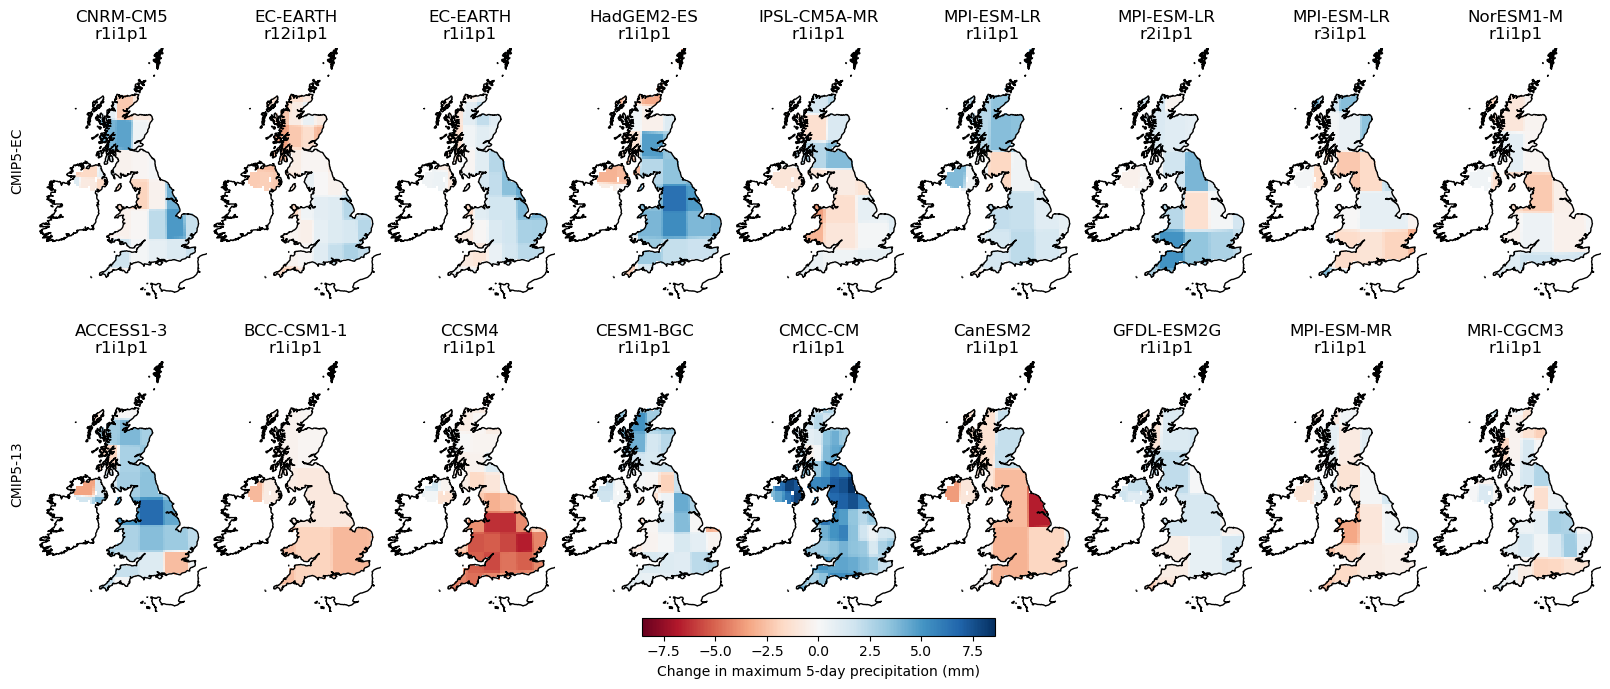 CNRM-CM5 EC-EARTH EC-EARTH HadGEM2-ES IPSL-CM5A-MR MPI-ESM-LR MPI-ESM-LR MPI-ESM-LR NorESM1-M
r1i1p1 r12i1p1 r1i1p1 r1i1p1 r1i1p1 r1i1p1 r2i1p1 r3i1p1 r1i1p1
CMIP5-EC
ACCESS1-3 BCC-CSM1-1 CCSM4 CESM1-BGC CMCC-CM CanESM2 GFDL-ESM2G MPI-ESM-MR MRI-CGCM3
r1i1p1 r1i1p1 r1i1p1 r1i1p1 r1i1p1 r1i1p1 r1i1p1 r1i1p1 r1i1p1
CMIP5-13
−7.5 −5.0 −2.5 0.0 2.5 5.0 7.5
Change in maximum 5-day precipitation (mm)